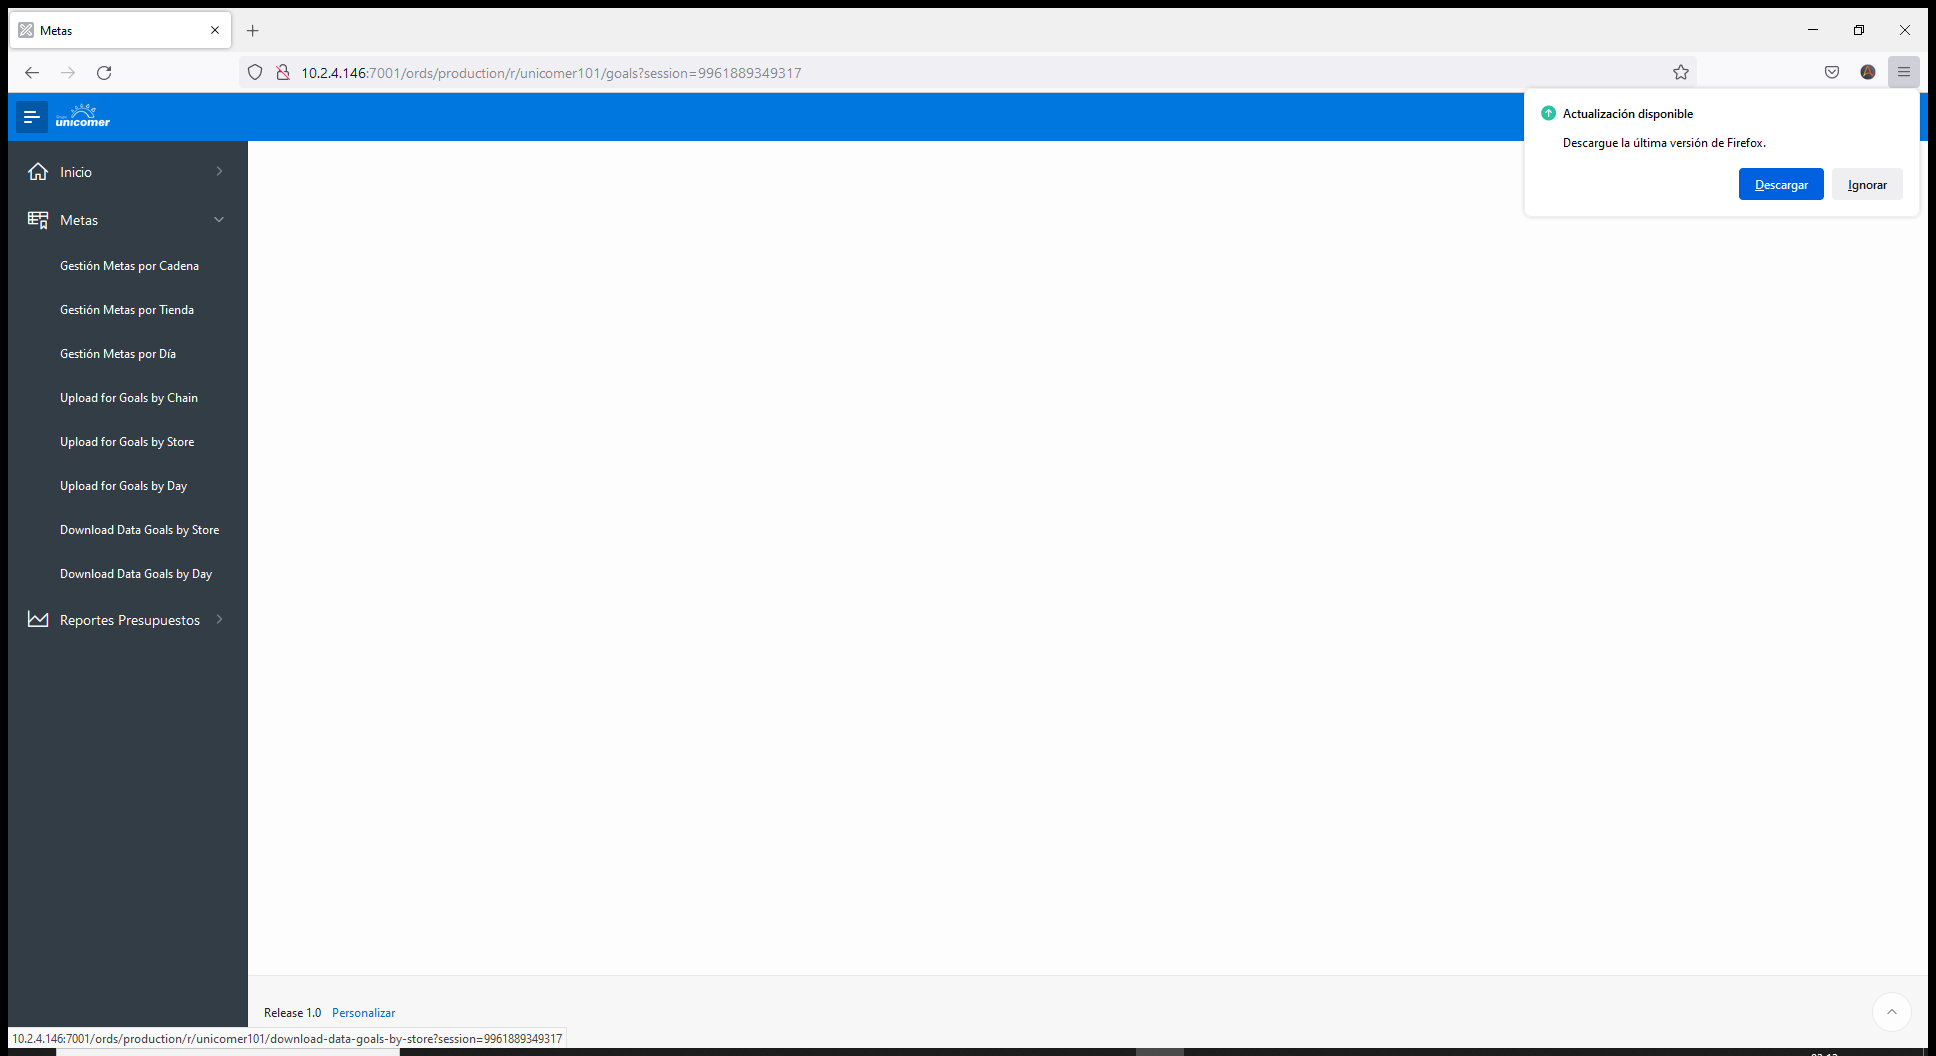 Metas
10.2.4.146:7001/ords/production/r/unicomer101/goals?session=9961889349317
unicomer
Actualización disponible
Descargue la última versión de Firefox.
Descargar
Ignorar
Inicio
Metas
Gestión Metas por Cadena
Gestión Metas por Tienda
Gestión Metas por Día
Upload for Goals by Chain
Upload for Goals by Store
Upload for Goals by Day
Download Data Goals by Store
Download Data Goals by Day
Reportes Presupuestos
Release 1.0 Personalizar
10.2.4.146:7001/ords/production/r/unicomer101/download-data-goals-by-store?session=9961889349317